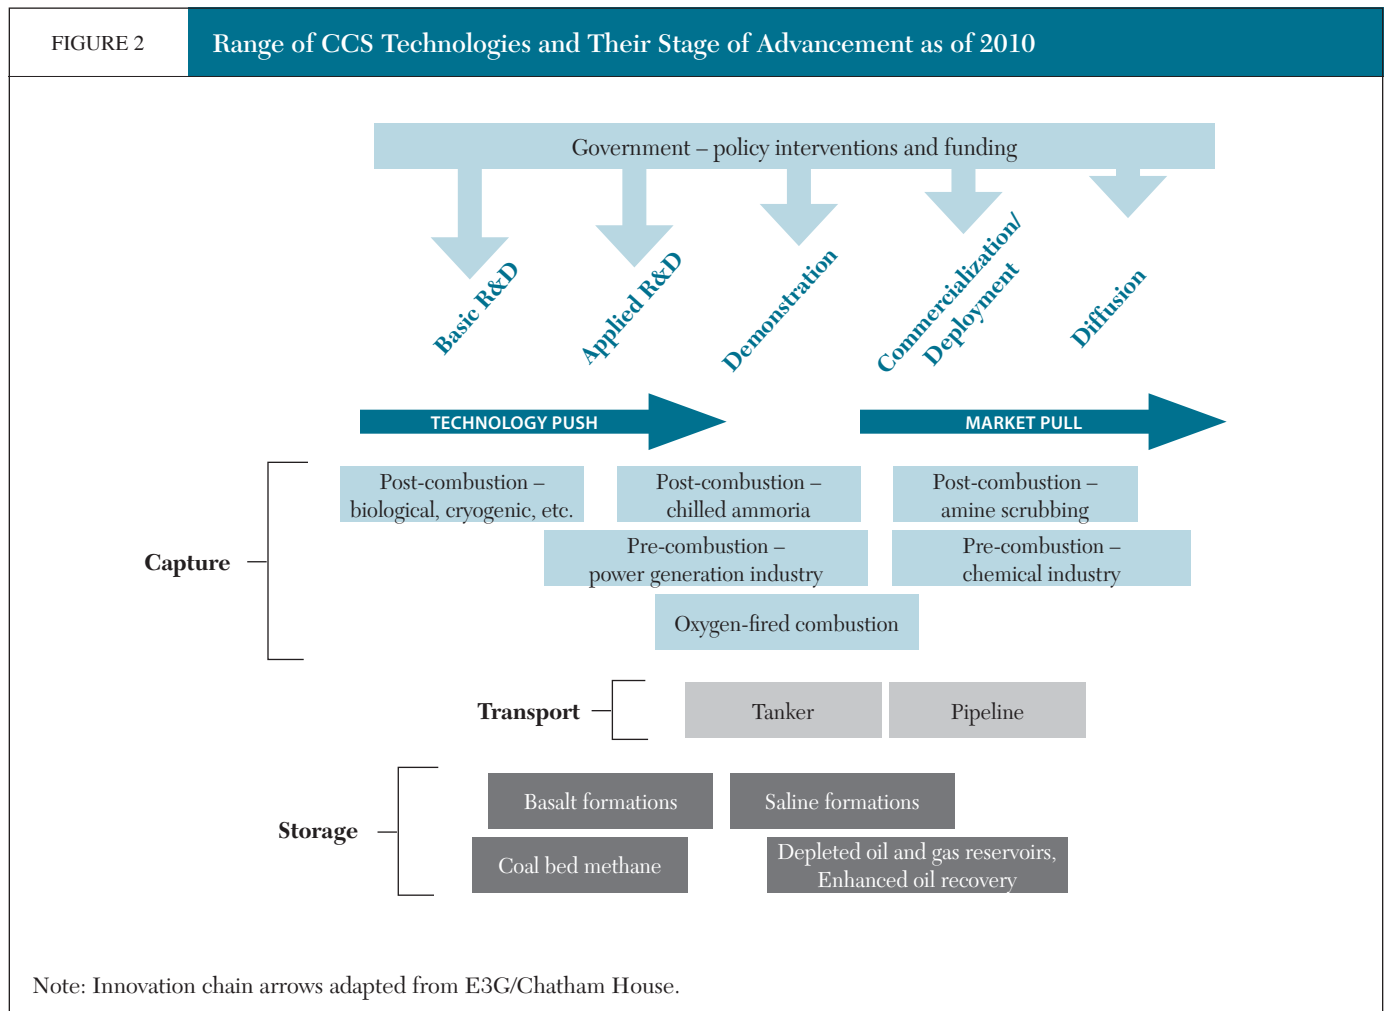 FIGURE 2
Range of CCS Technologies and Their Stage of Advancement as of 2010
Government – policy interventions and funding
Basic R&D
Applied R&D
Demonstration
Commercialization/
Deployment
Diffusion
TECHNOLOGY PUSH
MARKET PULL
Capture
Post-combustion –
biological, cryogenic, etc.
Post-combustion –
chilled ammoria
Post-combustion –
amine scrubbing
Pre-combustion –
power generation industry
Pre-combustion –
chemical industry
Oxygen-fired combustion
Transport
Tanker
Pipeline
Storage
Basalt formations
Saline formations
Coal bed methane
Depleted oil and gas reservoirs,
Enhanced oil recovery
Note: Innovation chain arrows adapted from E3G/Chatham House.